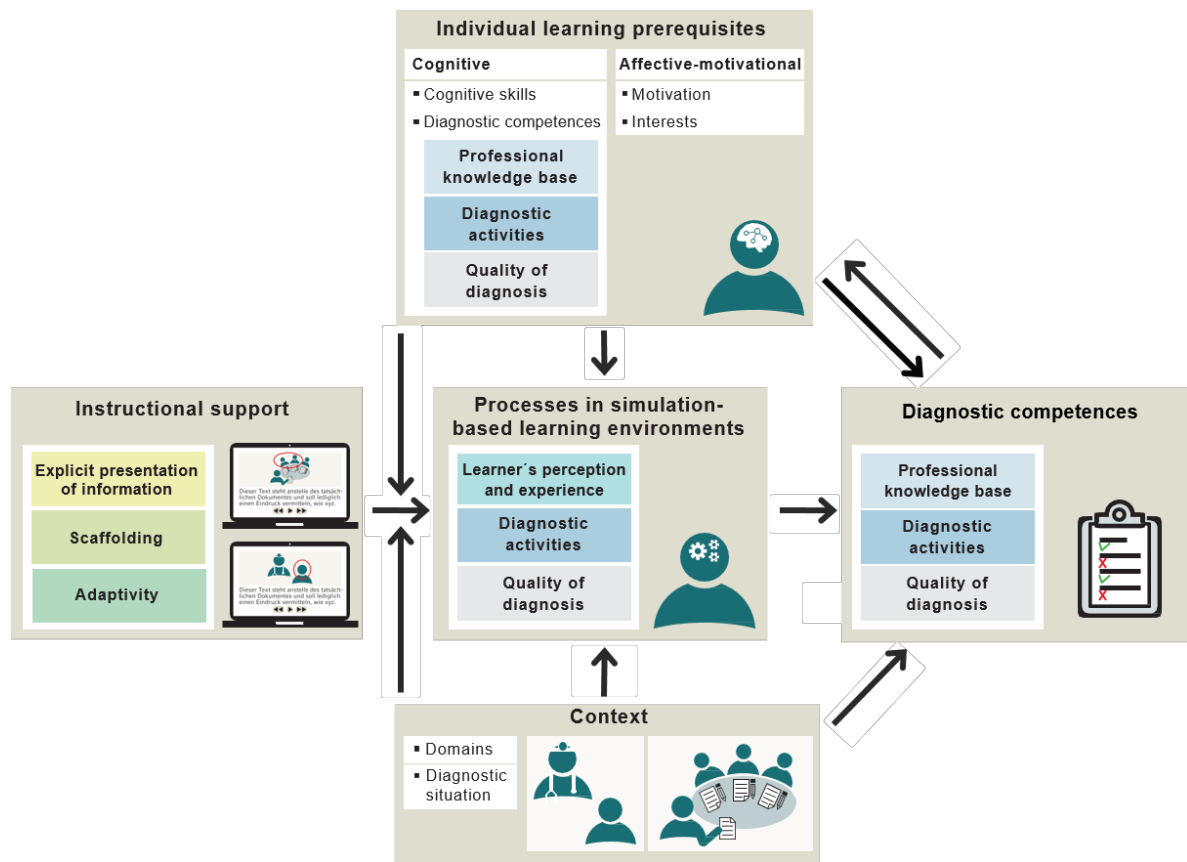 Individual learning prerequisites
Cognitive
▪ Cognitive skills
▪ Diagnostic competences
Professional
knowledge base
Diagnostic
activities
Quality of
diagnosis
Affective-motivational
▪ Motivation
▪ Interests
Instructional support
Explicit presentation
of information
Scaffolding
Adaptivity
Dieser Text steht anstelle des tatsäch-
lichen Dokumentes und soll lediglich
einen Eindruck vermitteln, wie xyz.
Dieser Text steht anstelle des tatsäch-
lichen Dokumentes und soll lediglich
einen Eindruck vermitteln, wie xyz.
Processes in simulation-
based learning environments
Learner´s perception
and experience
Diagnostic
activities
Quality of
diagnosis
Diagnostic competences
Professional
knowledge base
Diagnostic
activities
Quality of
diagnosis
Context
▪ Domains
▪ Diagnostic
situation